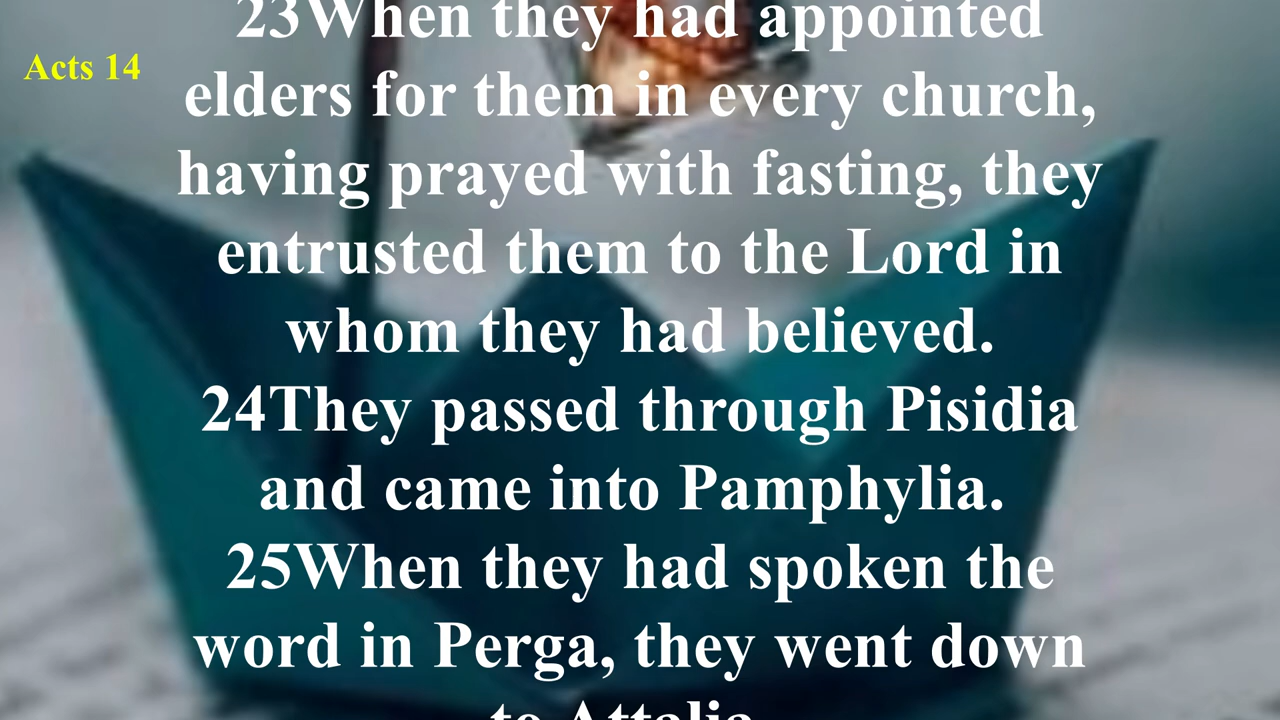 23When they had appointed
Acts 14
elders for them in every church,
having prayed with fasting, they
entrusted them to the Lord in
whom they had believed.
24They passed through Pisidia
and came into Pamphylia.
25When they had spoken the
word in Perga, they went down
to Attalia.